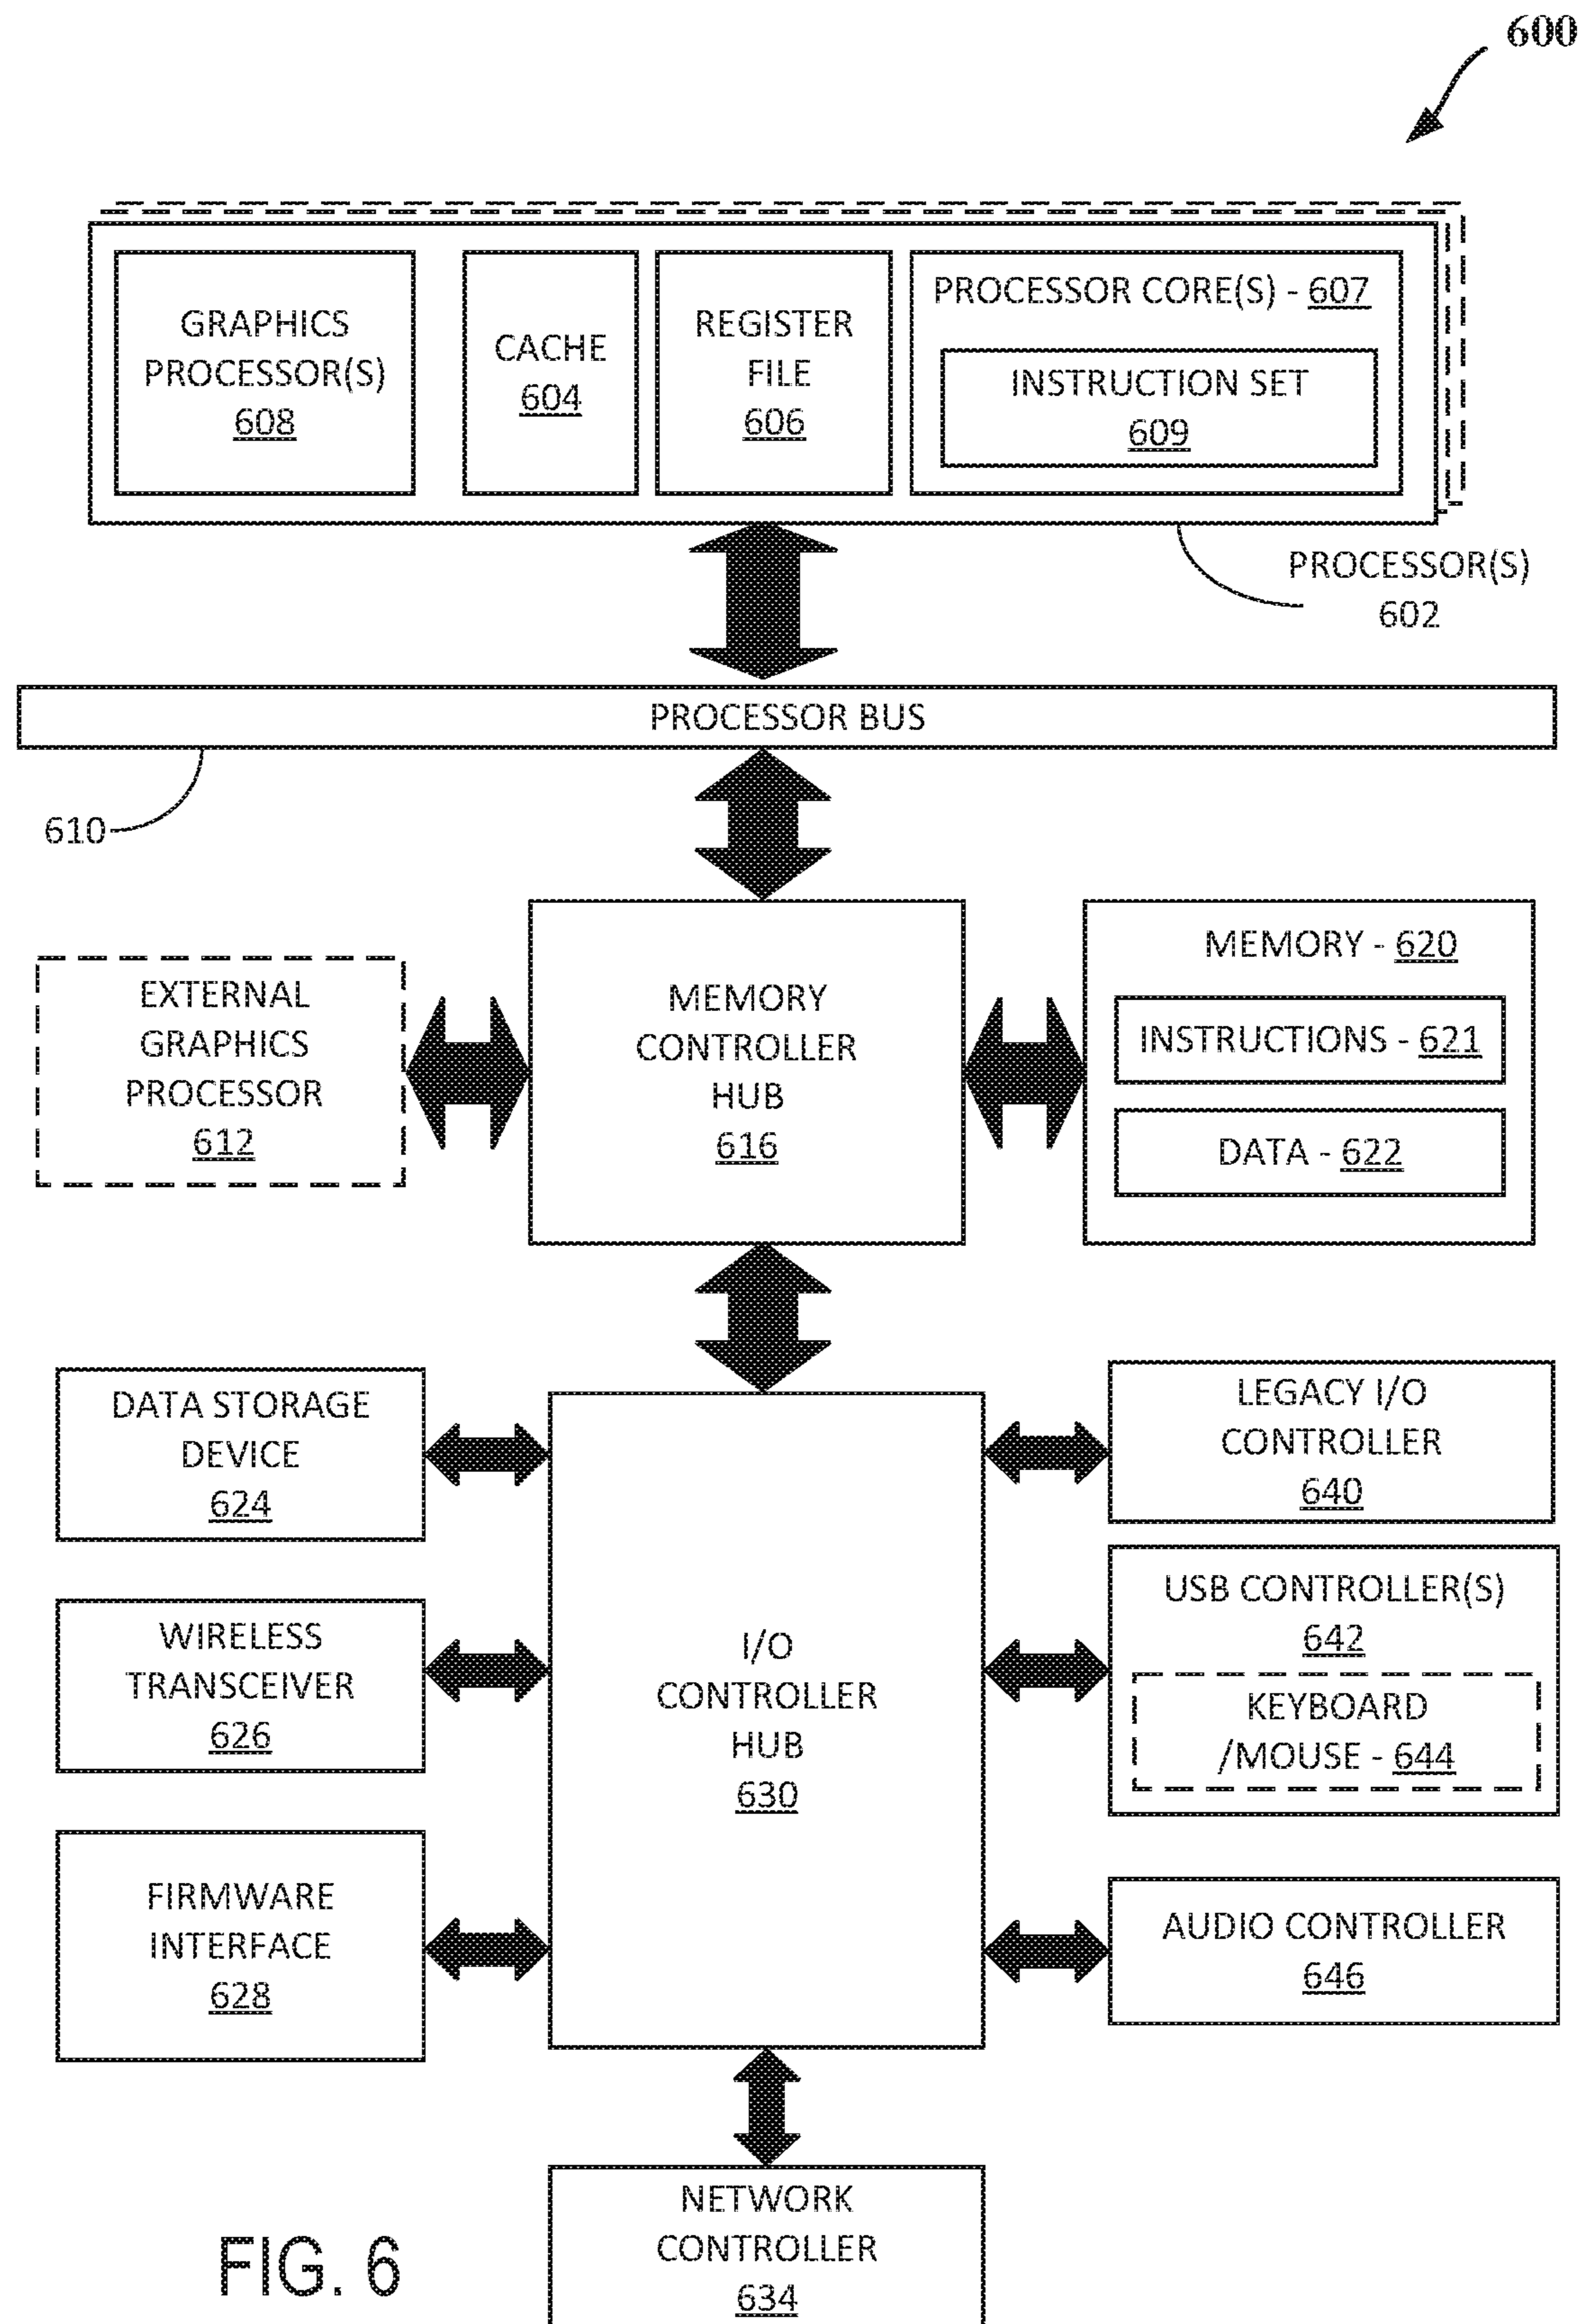 600
GRAPHICS
PROCESSOR(S)
608
CACHE
604
REGISTER
FILE
606
PROCESSOR CORE(S) - 607
INSTRUCTION SET
609
PROCESSOR(S)
602
PROCESSOR BUS
610
EXTERNAL
GRAPHICS
PROCESSOR
612
MEMORY
CONTROLLER
HUB
616
MEMORY - 620
INSTRUCTIONS - 621
DATA - 622
DATA STORAGE
DEVICE
624
WIRELESS
TRANSCEIVER
626
FIRMWARE
INTERFACE
628
I/O
CONTROLLER
HUB
630
LEGACY I/O
CONTROLLER
640
USB CONTROLLER(S)
642
KEYBOARD
/MOUSE - 644
AUDIO CONTROLLER
646
NETWORK
CONTROLLER
634
FIG. 6